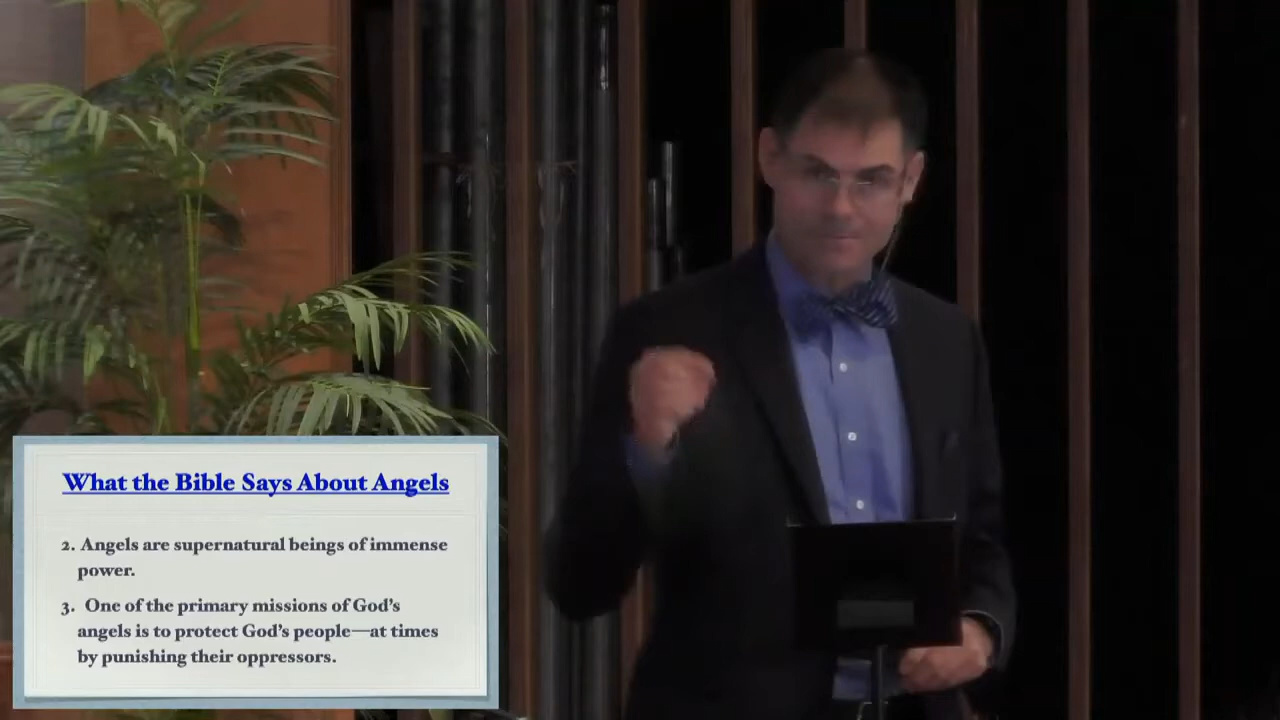 What the Bible Says About Angels
2. Angels are supernatural beings of immense
power.
3. One of the primary missions of God’s
angels is to protect God’s people—at times
by punishing their oppressors.